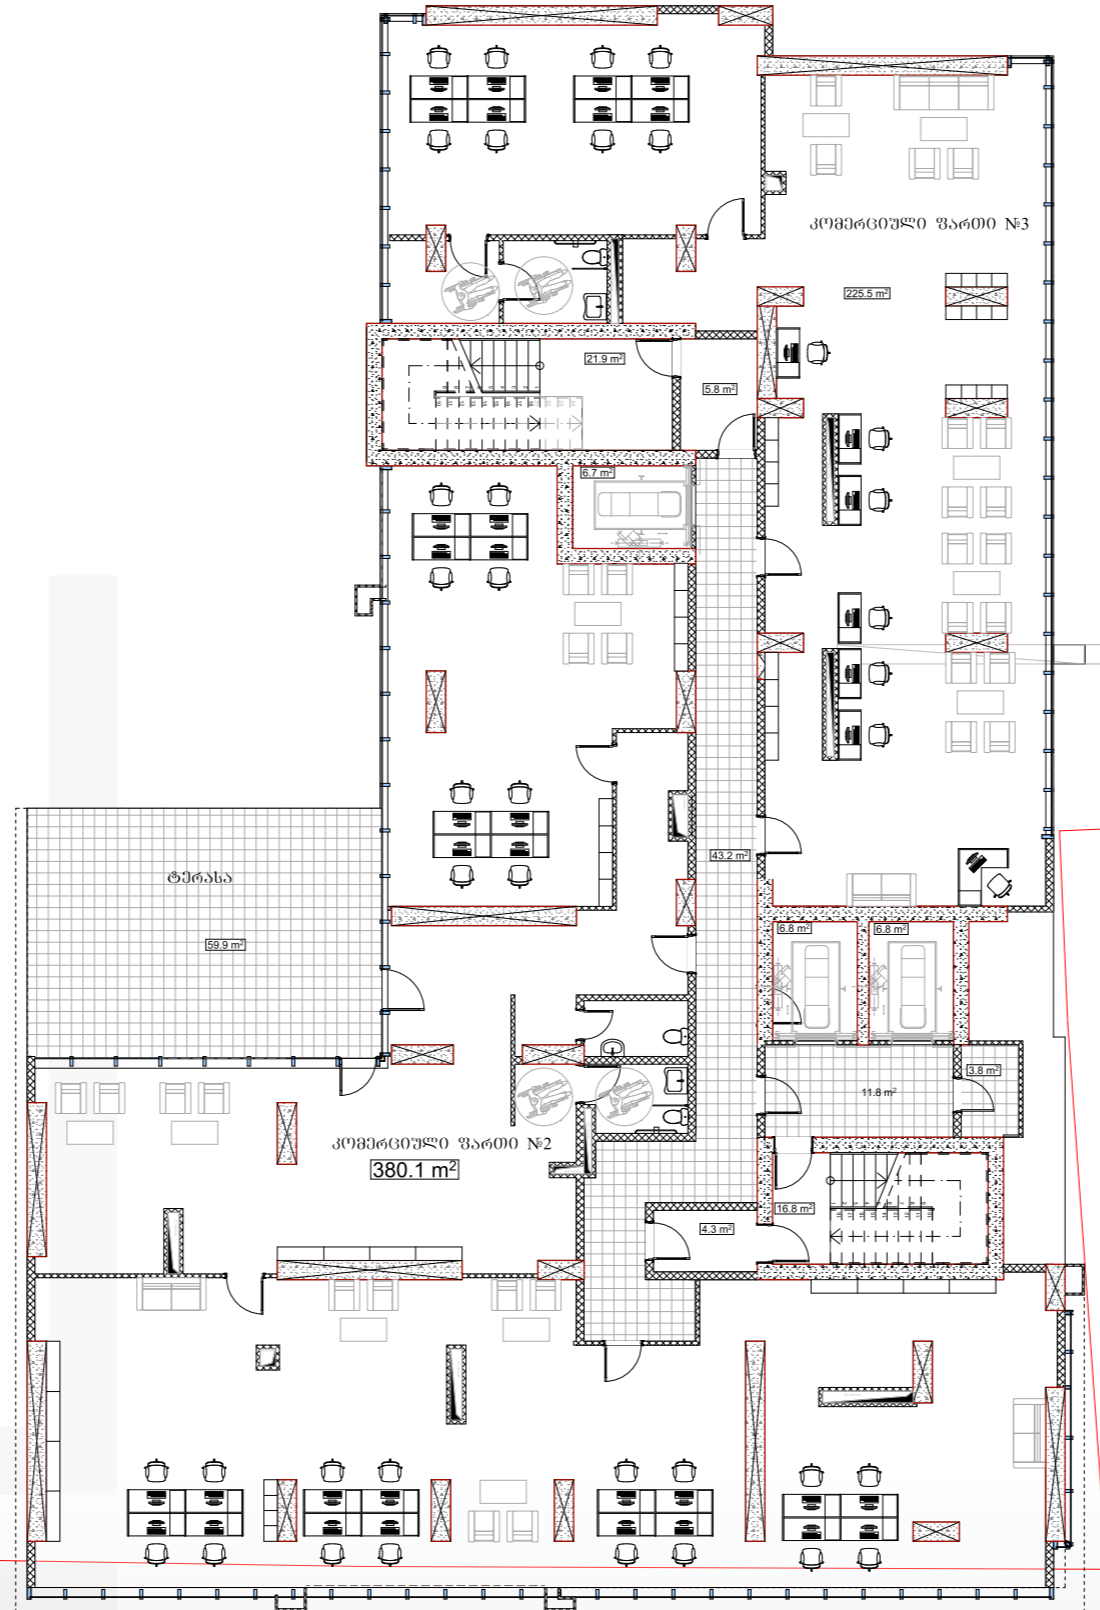 კომერციული ფართი №3
225.5 m²
21.9 m²
5.8 m²
6.7 m²
43.2 m²
ტერასა
59.9 m²
6.8 m²
6.8 m²
3.8 m²
11.8 m²
კომერციული ფართი №2
380.1 m²
16.8 m²
4.3 m²